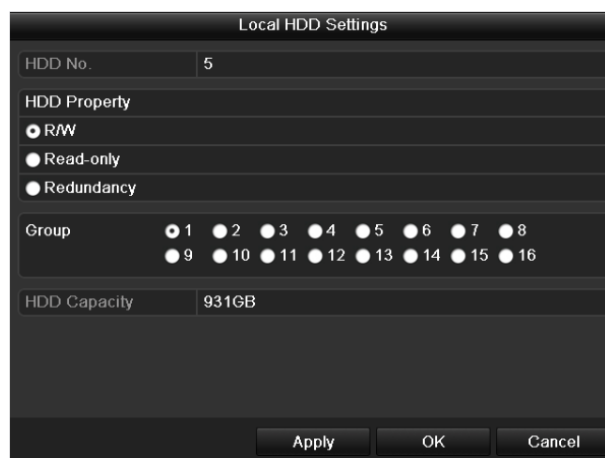 Local HDD Settings
HDD No. 5
HDD Property
R/W
Read-only
Redundancy
Group 1 2 3 4 5 6 7 8
9 10 11 12 13 14 15 16
HDD Capacity 931GB
Apply OK Cancel